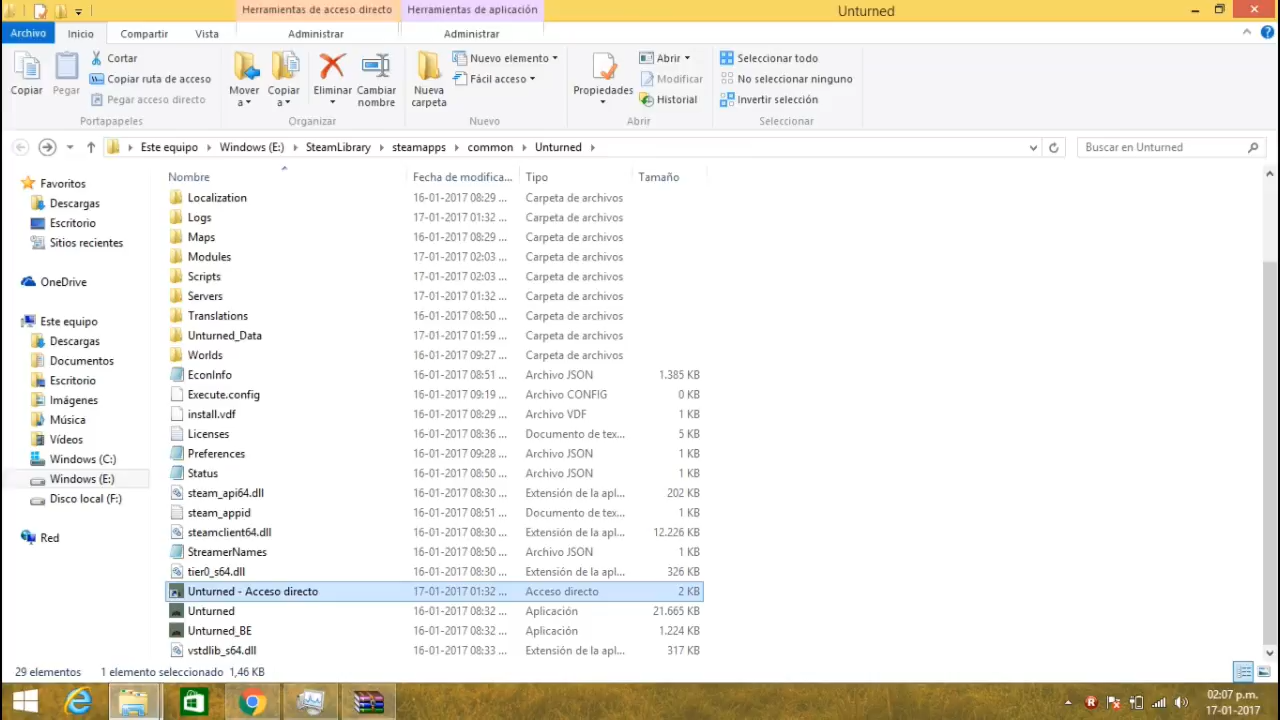 Herramientas de acceso directo Herramientas de aplicación Unturned
Archivo Inicio Compartir Vista Administrar Administrar
Copiar Pegar Cortar Copiar ruta de acceso Pegar acceso directo
Portapapeles
Mover a Copiar a Eliminar Cambiar nombre
Organizar
Nueva carpeta Nuevo elemento Fácil acceso
Nuevo
Propiedades Abrir Modificar Historial
Abrir
Seleccionar todo
No seleccionar ninguno
Invertir selección
Seleccionar
Este equipo Windows (E:) SteamLibrary steamapps common Unturned Buscar en Unturned
Favoritos
Descargas
Escritorio
Sitios recientes
OneDrive
Este equipo
Descargas
Documentos
Escritorio
Imágenes
Música
Vídeos
Windows (C:)
Windows (E:)
Disco local (F:)
Red
Nombre Fecha de modifica... Tipo Tamaño
Localization 16-01-2017 08:29 ... Carpeta de archivos
Logs 17-01-2017 01:32 ... Carpeta de archivos
Maps 16-01-2017 08:29 ... Carpeta de archivos
Modules 17-01-2017 02:03 ... Carpeta de archivos
Scripts 17-01-2017 02:03 ... Carpeta de archivos
Servers 17-01-2017 01:32 ... Carpeta de archivos
Translations 16-01-2017 08:50 ... Carpeta de archivos
Unturned_Data 17-01-2017 01:59 ... Carpeta de archivos
Worlds 16-01-2017 09:27 ... Carpeta de archivos
EconInfo 16-01-2017 08:51 ... Archivo JSON 1.385 KB
Execute.config 16-01-2017 09:19 ... Archivo CONFIG 0 KB
install.vdf 16-01-2017 08:29 ... Archivo VDF 1 KB
Licenses 16-01-2017 08:36 ... Documento de tex... 5 KB
Preferences 16-01-2017 09:28 ... Archivo JSON 1 KB
Status 16-01-2017 08:50 ... Archivo JSON 1 KB
steam_api64.dll 16-01-2017 08:30 ... Extensión de la apl... 202 KB
steam_appid 16-01-2017 08:51 ... Documento de tex... 1 KB
steamclient64.dll 16-01-2017 08:30 ... Extensión de la apl... 12.226 KB
StreamerNames 16-01-2017 08:50 ... Archivo JSON 1 KB
tier0_s64.dll 16-01-2017 08:30 ... Extensión de la apl... 326 KB
Unturned - Acceso directo 17-01-2017 01:32 ... Acceso directo 2 KB
Unturned 16-01-2017 08:32 ... Aplicación 21.665 KB
Unturned_BE 16-01-2017 08:32 ... Aplicación 1.224 KB
vstdlib_s64.dll 16-01-2017 08:33 ... Extensión de la apl... 317 KB
29 elementos 1 elemento seleccionado 1,46 KB
02:07 p.m.
17-01-2017